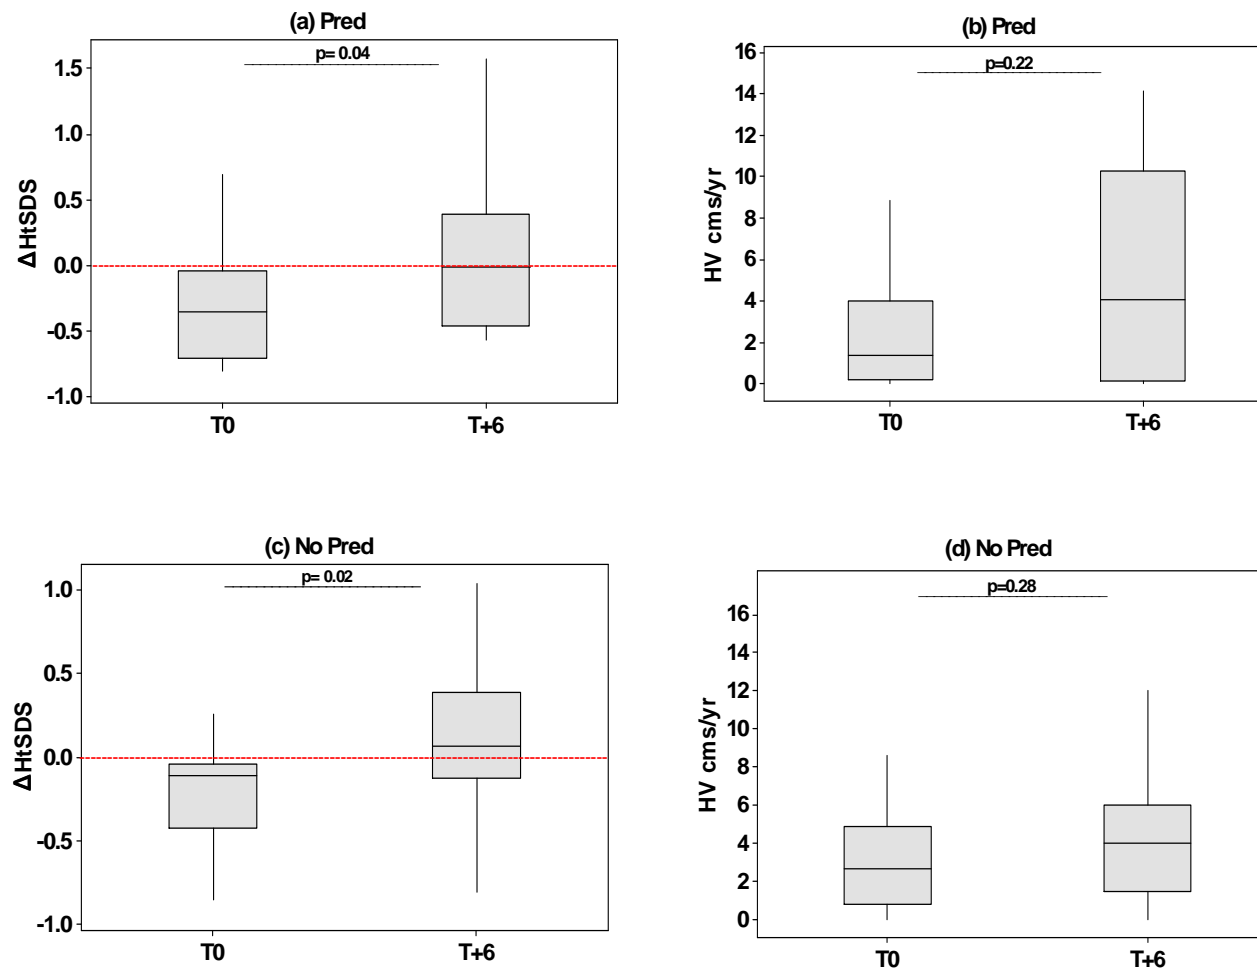 (a) Pred
p= 0.04
ΔHtSDS
1.5
1.0
0.5
0.0
-0.5
-1.0
T0 T+6
(b) Pred
p=0.22
HV cms/yr
16
14
12
10
8
6
4
2
0
T0 T+6
(c) No Pred
p= 0.02
ΔHtSDS
1.0
0.5
0.0
-0.5
-1.0
T0 T+6
(d) No Pred
p=0.28
HV cms/yr
16
14
12
10
8
6
4
2
0
T0 T+6